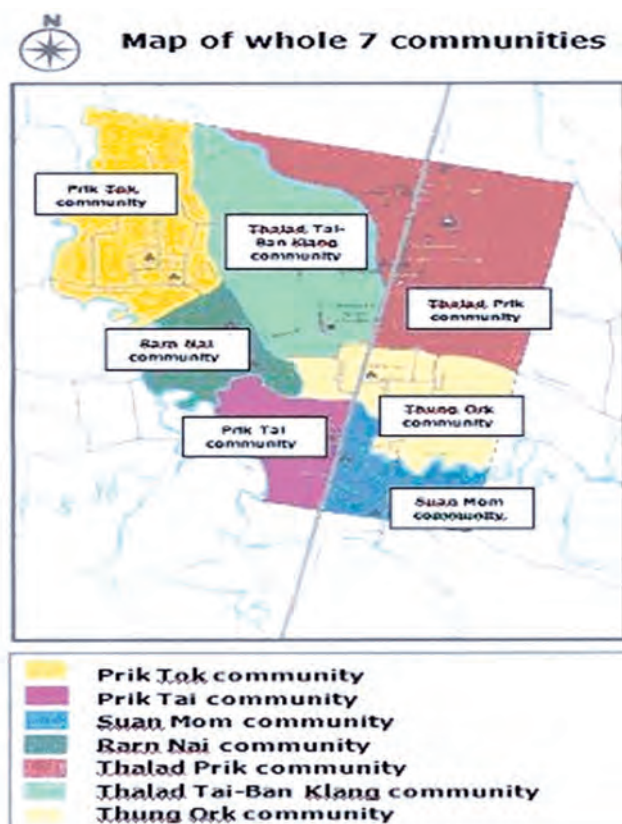 N
Map of whole 7 communities
Prik Tok
community
Thalad Tai-
Ban Klang
community
Thalad Prik
community
Rarn Nai
community
Thung Ork
community
Prik Tai
community
Suan Mom
community.
Prik Tok community
Prik Tai community
Suan Mom community
Rarn Nai community
Thalad Prik community
Thalad Tai-Ban Klang community
Thung Ork community